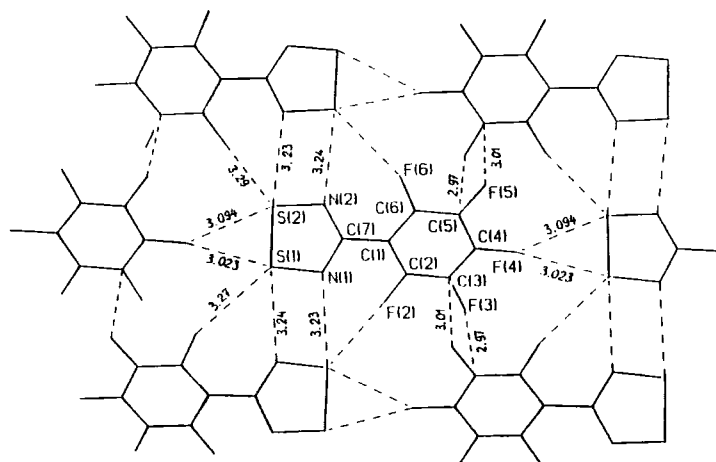 3.23
3.24
3.29
2.97
3.01
F(6)
F(5)
S(2)
N(2)
C(6)
C(5)
3.094
C(7)
C(4)
3.094
C(1)
F(4)
3.023
S(1)
C(2)
3.023
N(1)
C(3)
3.27
F(2)
F(3)
3.24
3.23
3.01
2.97